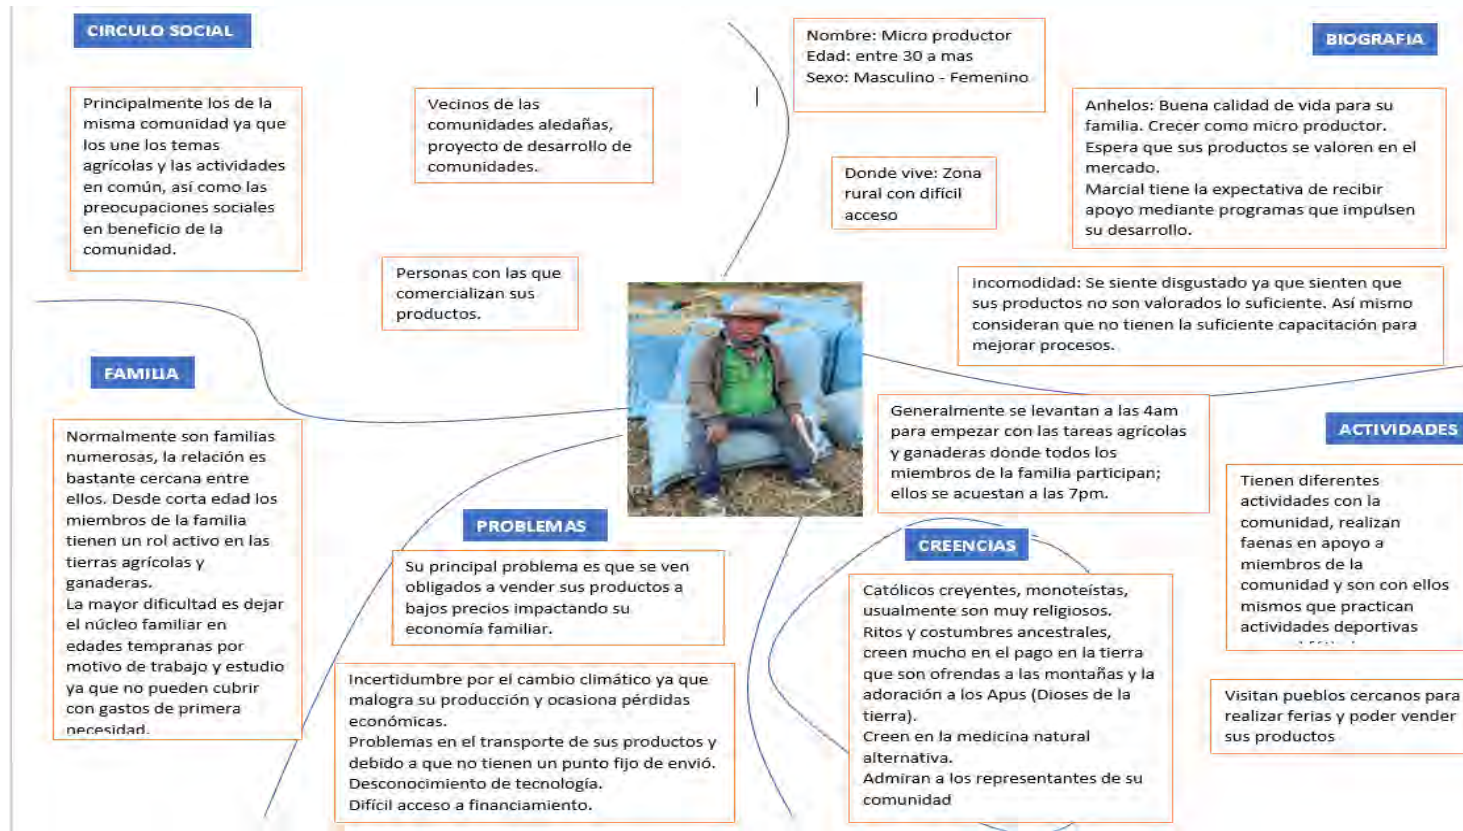 CIRCULO SOCIAL
Principalmente los de la
misma comunidad ya que
los une los temas
agrícolas y las actividades
en común, así como las
preocupaciones sociales
en beneficio de la
comunidad.
Vecinos de las
comunidades aledañas,
proyecto de desarrollo de
comunidades.
Personas con las que
comercializan sus
productos.
Nombre: Micro productor
Edad: entre 30 a mas
Sexo: Masculino - Femenino
BIOGRAFIA
Donde vive: Zona
rural con difícil
acceso
Anhelos: Buena calidad de vida para su
familia. Crecer como micro productor.
Espera que sus productos se valoren en el
mercado.
Marcial tiene la expectativa de recibir
apoyo mediante programas que impulsen
su desarrollo.
Incomodidad: Se siente disgustado ya que sienten que
sus productos no son valorados lo suficiente. Así mismo
consideran que no tienen la suficiente capacitación para
mejorar procesos.
FAMILIA
Normalmente son familias
numerosas, la relación es
bastante cercana entre
ellos. Desde corta edad los
miembros de la familia
tienen un rol activo en las
tierras agrícolas y
ganaderas.
La mayor dificultad es dejar
el núcleo familiar en
edades tempranas por
motivo de trabajo y estudio
ya que no pueden cubrir
con gastos de primera
necesidad.
PROBLEMAS
Su principal problema es que se ven
obligados a vender sus productos a
bajos precios impactando su
economía familiar.
Incertidumbre por el cambio climático ya que
malogra su producción y ocasiona pérdidas
económicas.
Problemas en el transporte de sus productos y
debido a que no tienen un punto fijo de envió.
Desconocimiento de tecnología.
Difícil acceso a financiamiento.
Generalmente se levantan a las 4am
para empezar con las tareas agrícolas
y ganaderas donde todos los
miembros de la familia participan;
ellos se acuestan a las 7pm.
CREENCIAS
Católicos creyentes, monoteístas,
usualmente son muy religiosos.
Ritos y costumbres ancestrales,
creen mucho en el pago en la tierra
que son ofrendas a las montañas y la
adoración a los Apus (Dioses de la
tierra).
Creen en la medicina natural
alternativa.
Admiran a los representantes de su
comunidad
ACTIVIDADES
Tienen diferentes
actividades con la
comunidad, realizan
faenas en apoyo a
miembros de la
comunidad y son con ellos
mismos que practican
actividades deportivas
Visitan pueblos cercanos para
realizar ferias y poder vender
sus productos